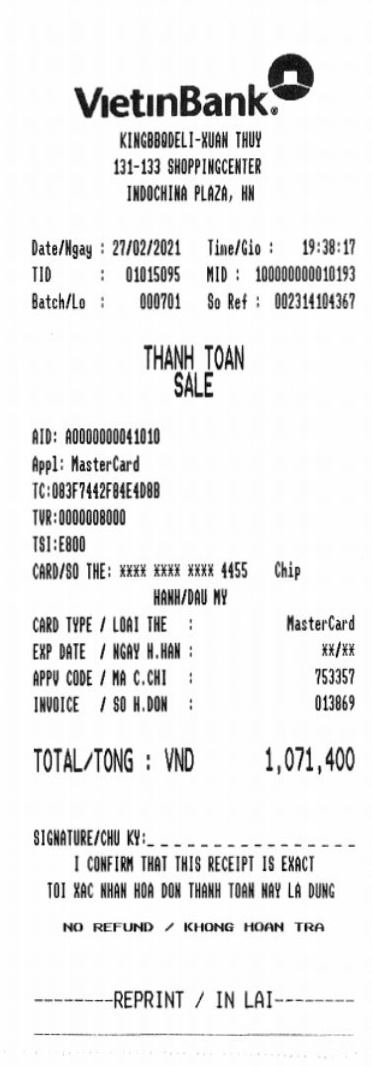 VietinBank
KINGBBQDELI-XUAN THUY
131-133 SHOPPINGCENTER
INDOCHINA PLAZA, HN
Date/Ngay : 27/02/2021 Time/Gio : 19:38:17
TID : 01015095 MID : 100000000010193
Batch/Lo : 000701 So Ref : 002314104367
THANH TOAN
SALE
AID: A0000000041010
Appl: MasterCard
TC:083F7442F84E4D8B
TVR:0000008000
TSI:E800
CARD/SO THE: xxxx xxxx xxxx 4455 Chip
HANH/DAU MY
CARD TYPE / LOAI THE : MasterCard
EXP DATE / NGAY H.HAN : xx/xx
APPV CODE / MA C.CHI : 753357
INVOICE / SO H.DON : 013869
TOTAL/TONG : VND 1,071,400
SIGNATURE/CHU KY:_ _ _ _ _ _ _ _ _ _ _ _ _ _ _
I CONFIRM THAT THIS RECEIPT IS EXACT
TOI XAC NHAN HOA DON THANH TOAN NAY LA DUNG
NO REFUND / KHONG HOAN TRA
--------REPRINT / IN LAI--------